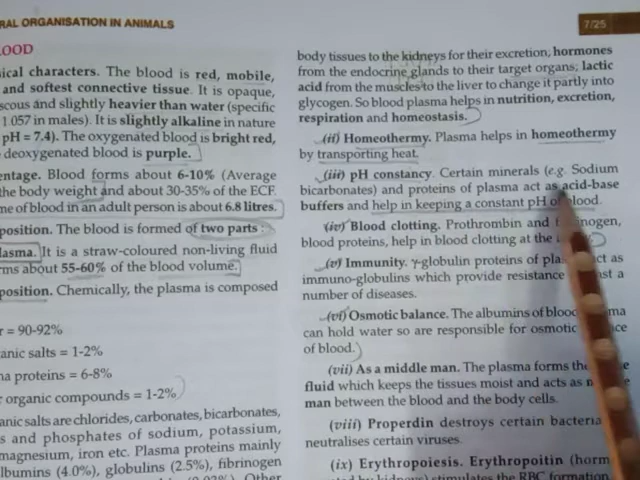 RAL ORGANISATION IN ANIMALS
7/25
LOOD
ical characters. The blood is red, mobile,
and softest connective tissue. It is opaque,
scous and slightly heavier than water (specific
1.057 in males). It is slightly alkaline in nature
pH = 7.4). The oxygenated blood is bright red,
deoxygenated blood is purple.
entage. Blood forms about 6-10% (Average
the body weight and about 30-35% of the ECF.
me of blood in an adult person is about 6.8 litres.
position. The blood is formed of two parts :
lasma. It is a straw-coloured non-living fluid
rms about 55-60% of the blood volume.
position. Chemically, the plasma is composed
r = 90-92%
anic salts = 1-2%
na proteins = 6-8%
r organic compounds = 1-2%
anic salts are chlorides, carbonates, bicarbonates,
s and phosphates of sodium, potassium,
magnesium, iron etc. Plasma proteins mainly
lbumins (4.0%), globulins (2.5%), fibrinogen
Other
body tissues to the kidneys for their excretion; hormones
from the endocrine glands to their target organs; lactic
acid from the muscles to the liver to change it partly into
glycogen. So blood plasma helps in nutrition, excretion,
respiration and homeostasis.
(ii) Homeothermy. Plasma helps in homeothermy
by transporting heat.
(iii) pH constancy. Certain minerals (e.g. Sodium
bicarbonates) and proteins of plasma act as acid-base
buffers and help in keeping a constant pH of blood.
(iv) Blood clotting. Prothrombin and inogen,
blood proteins, help in blood clotting at the
(v) Immunity. γ-globulin proteins of plas ct as
immuno-globulins which provide resistance st a
number of diseases.
(vi) Osmotic balance. The albumins of blood ma
can hold water so are responsible for osmotic ce
of blood.
(vii) As a middle man. The plasma forms the
fluid which keeps the tissues moist and acts as
man between the blood and the body cells.
(viii) Properdin destroys certain bacteria
neutralises certain viruses.
(ix) Erythropoiesis. Erythropoitin (horm
ted by kidneys) stimulates the RBC formation